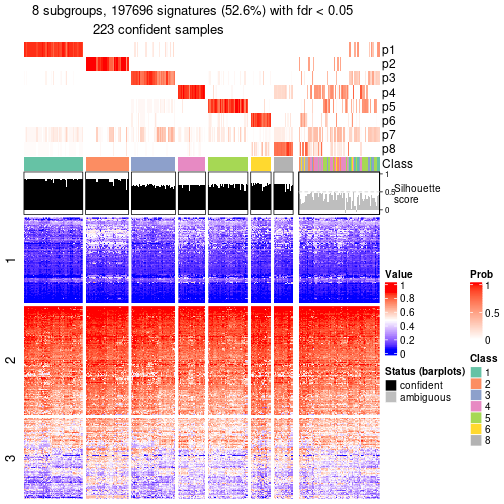 8 subgroups, 197696 signatures (52.6%) with fdr < 0.05
223 confident samples
p1
p2
p3
p4
p5
p6
p7
p8
Class
1
0.5
0
Silhouette
score
1
2
3
Value
1
0.8
0.6
0.4
0.2
0
Prob
1
0.5
0
Status (barplots)
confident
ambiguous
Class
1
2
3
4
5
6
8